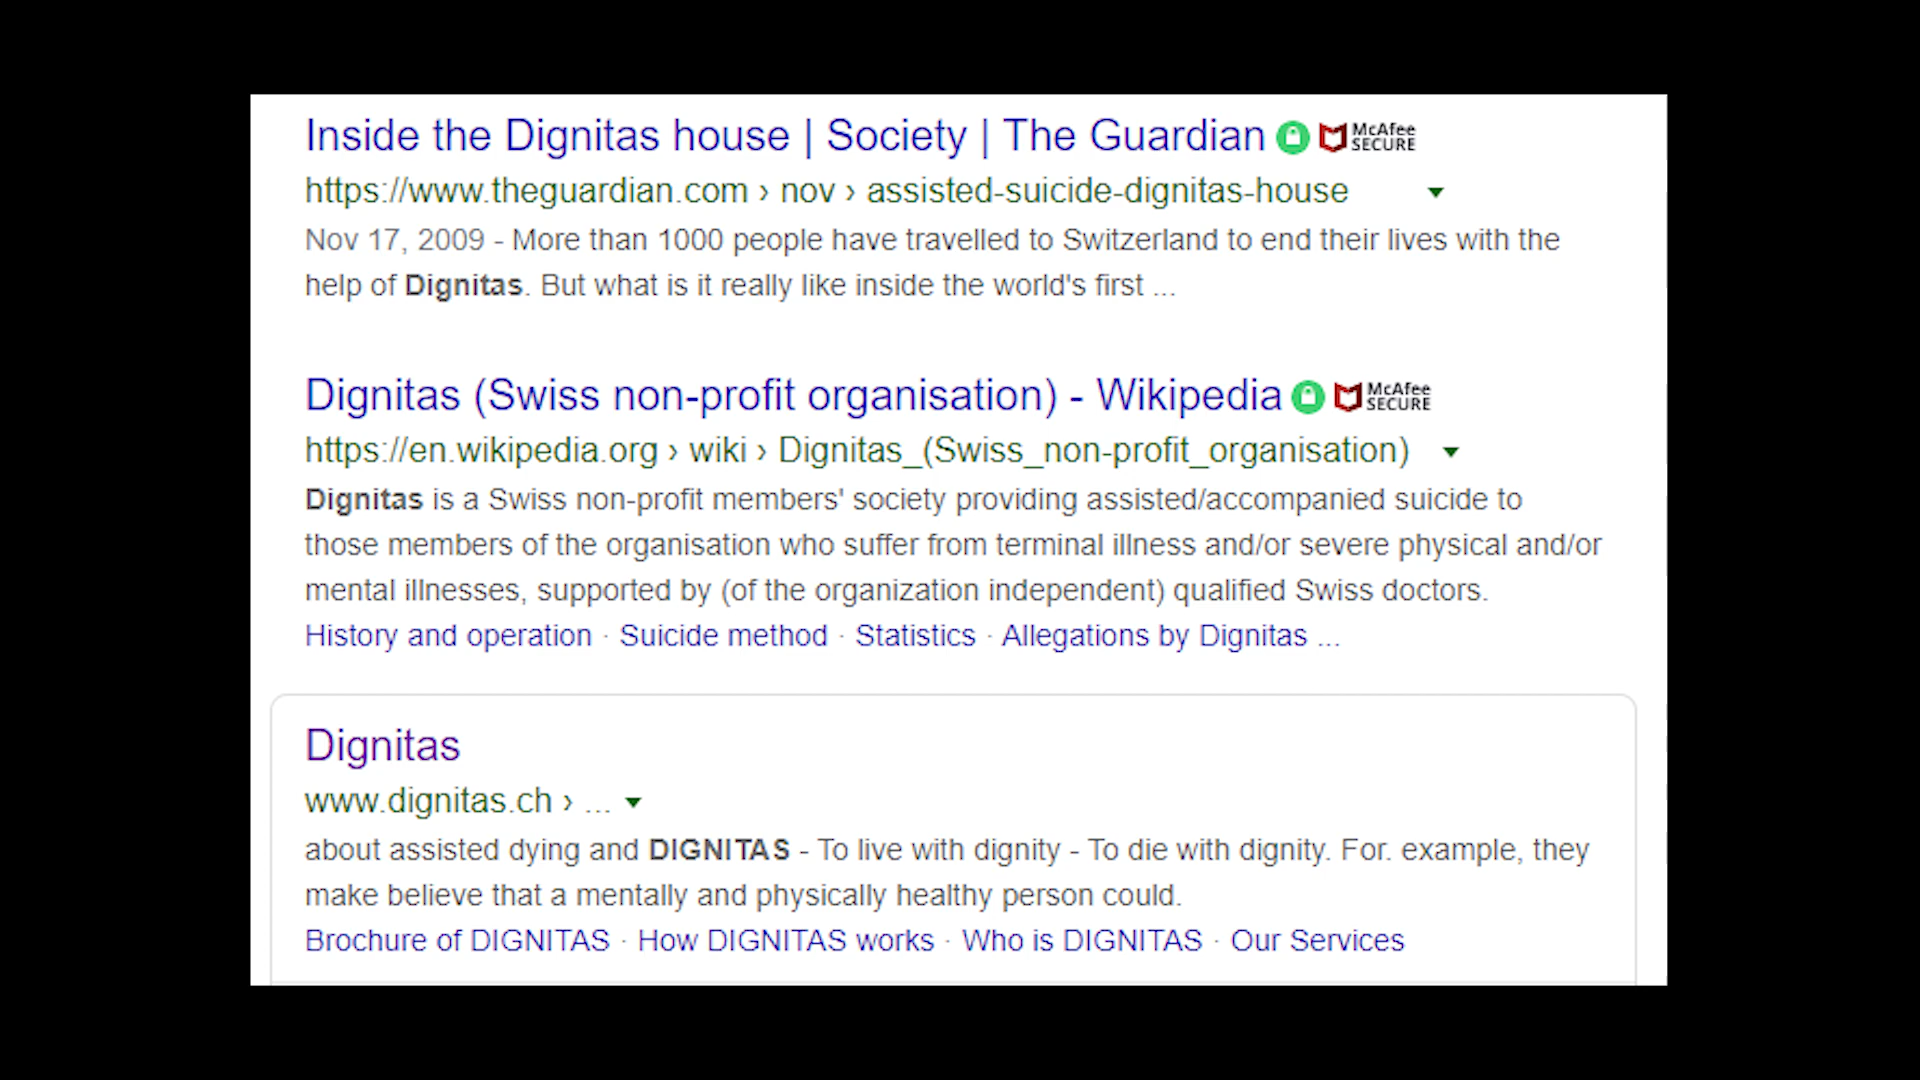 Inside the Dignitas house | Society | The Guardian McAfee SECURE
https://www.theguardian.com › nov › assisted-suicide-dignitas-house
Nov 17, 2009 - More than 1000 people have travelled to Switzerland to end their lives with the
help of Dignitas. But what is it really like inside the world's first ...
Dignitas (Swiss non-profit organisation) - Wikipedia McAfee SECURE
https://en.wikipedia.org › wiki › Dignitas_(Swiss_non-profit_organisation)
Dignitas is a Swiss non-profit members' society providing assisted/accompanied suicide to
those members of the organisation who suffer from terminal illness and/or severe physical and/or
mental illnesses, supported by (of the organization independent) qualified Swiss doctors.
History and operation · Suicide method · Statistics · Allegations by Dignitas ...
Dignitas
www.dignitas.ch › ...
about assisted dying and DIGNITAS - To live with dignity - To die with dignity. For. example, they
make believe that a mentally and physically healthy person could.
Brochure of DIGNITAS · How DIGNITAS works · Who is DIGNITAS · Our Services